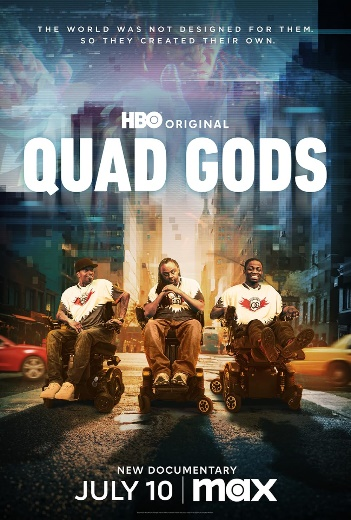 THE WORLD WAS NOT DESIGNED FOR THEM.
SO THEY CREATED THEIR OWN.
HBO ORIGINAL
QUAD GODS
NEW DOCUMENTARY
JULY 10 | max